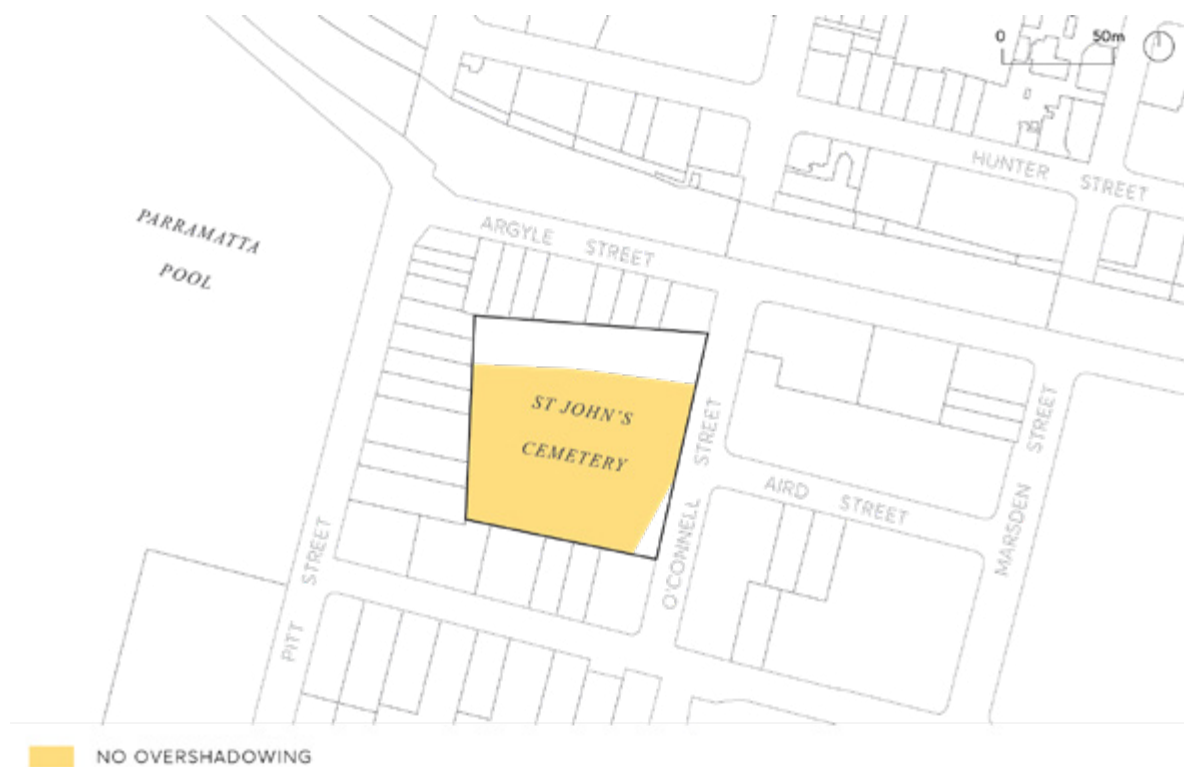 0 50m
HUNTER STREET
PARRAMATTA
POOL
ARGYLE STREET
ST JOHN'S
CEMETERY
O'CONNELL STREET
AIRD STREET
MARSDEN STREET
PITT STREET
NO OVERSHADOWING